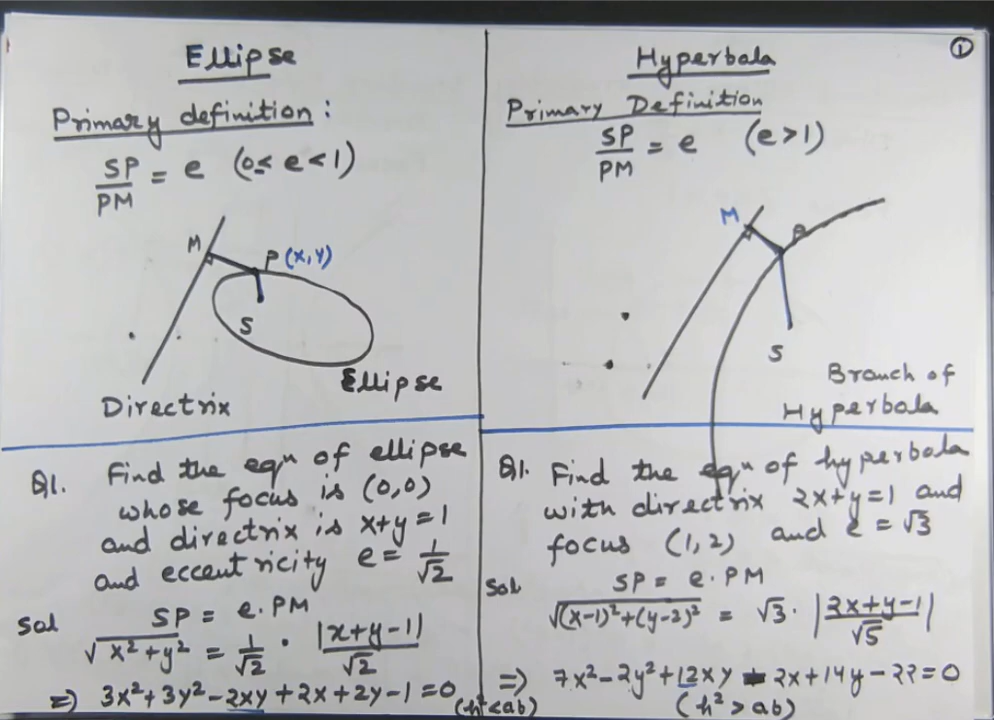 Ellipse
Primary definition :
SP/PM = e (0 ≤ e < 1)
M
P (x, y)
S
Ellipse
Directrix
Q1. Find the eqⁿ of ellipse
whose focus is (0,0)
and directrix is x+y=1
and eccentricity e = 1/√2
Sol SP = e. PM
√x²+y² = 1/√2 · |x+y-1|/√2
=> 3x²+3y²-2xy+2x+2y-1=0 (h²<ab)
①
Hyperbala
Primary Definition
SP/PM = e (e>1)
M
P
S
Branch of
Hyperbala
Q1. Find the eqⁿ of hyperbala
with directrix 2x+y=1 and
focus (1,2) and e = √3
Sol SP = e. PM
√(x-1)²+(y-2)² = √3 · |2x+y-1|/√5
=> 7x²-2y²+12xy - 2x+14y-22=0
(h²>ab)